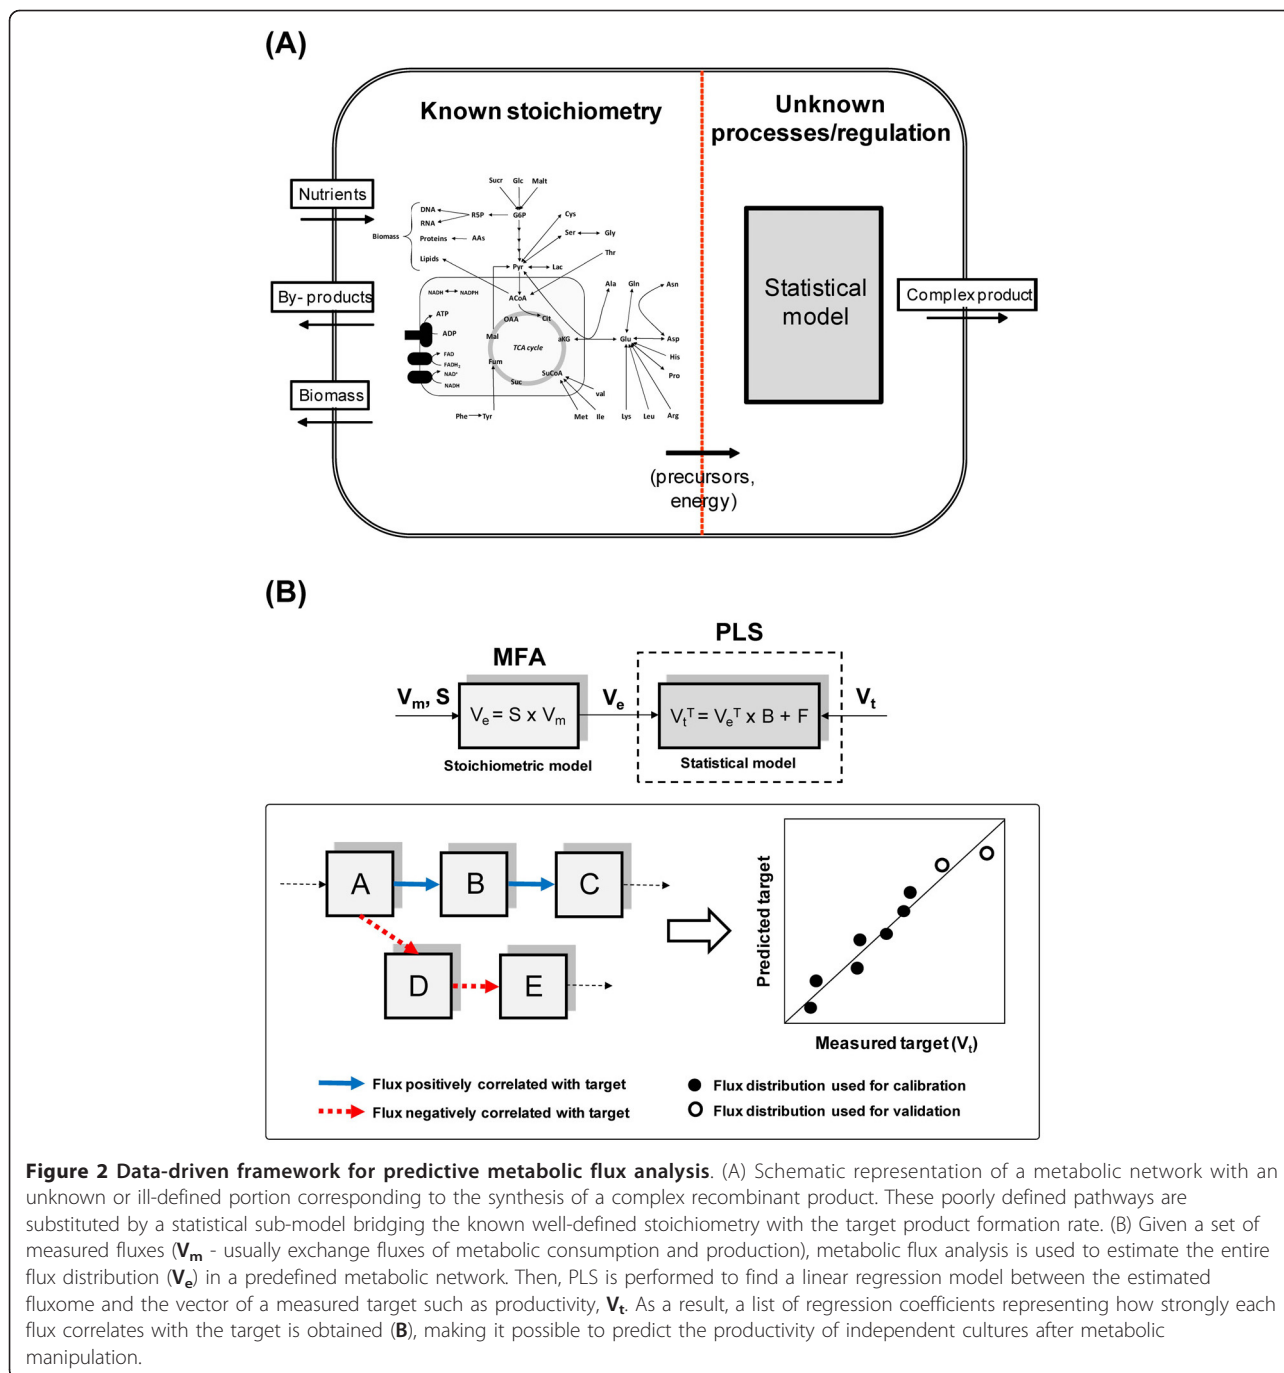 (A)
Known stoichiometry
Unknown
processes/regulation
Nutrients
By- products
Biomass
Sucr Glc Malt
DNA
RNA
R5P
G6P
Cys
Biomass
Proteins
AAs
Ser
Gly
Lipids
Thr
Pyr
Lac
NADH
NADPH
ACoA
Ala
Gln
Asn
ATP
OAA
Cit
ADP
Mal
TCA cycle
aKG
Glu
Asp
FAD
FADH2
Fum
His
NAD+
NADH
Suc
SuCoA
Pro
val
Phe
Tyr
Met
Ile
Lys
Leu
Arg
Statistical
model
Complex product
(precursors,
energy)
(B)
PLS
MFA
Vm, S
Ve = S x Vm
Ve
VtT = VeT x B + F
Vt
Stoichiometric model
Statistical model
A
B
C
D
E
Predicted target
Measured target (Vt)
Flux positively correlated with target
Flux negatively correlated with target
Flux distribution used for calibration
Flux distribution used for validation
Figure 2 Data-driven framework for predictive metabolic flux analysis. (A) Schematic representation of a metabolic network with an
unknown or ill-defined portion corresponding to the synthesis of a complex recombinant product. These poorly defined pathways are
substituted by a statistical sub-model bridging the known well-defined stoichiometry with the target product formation rate. (B) Given a set of
measured fluxes (Vm - usually exchange fluxes of metabolic consumption and production), metabolic flux analysis is used to estimate the entire
flux distribution (Ve) in a predefined metabolic network. Then, PLS is performed to find a linear regression model between the estimated
fluxome and the vector of a measured target such as productivity, Vt. As a result, a list of regression coefficients representing how strongly each
flux correlates with the target is obtained (B), making it possible to predict the productivity of independent cultures after metabolic
manipulation.